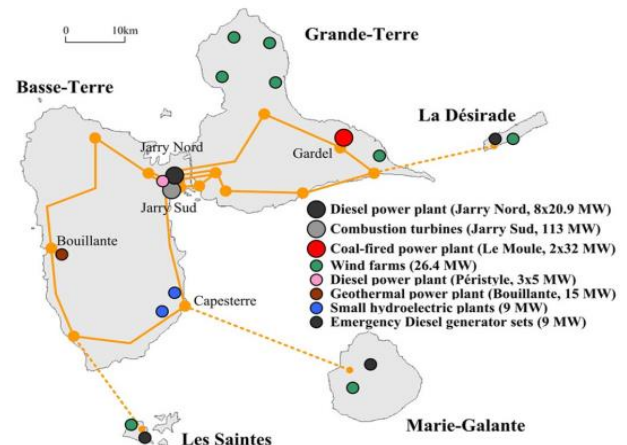 0 10km
Grande-Terre
Basse-Terre
La Désirade
Jarry Nord
Gardel
Jarry Sud
Bouillante
Capesterre
Diesel power plant (Jarry Nord, 8x20.9 MW)
Combustion turbines (Jarry Sud, 113 MW)
Coal-fired power plant (Le Moule, 2x32 MW)
Wind farms (26.4 MW)
Diesel power plant (Péristyle, 3x5 MW)
Geothermal power plant (Bouillante, 15 MW)
Small hydroelectric plants (9 MW)
Emergency Diesel generator sets (9 MW)
Marie-Galante
Les Saintes